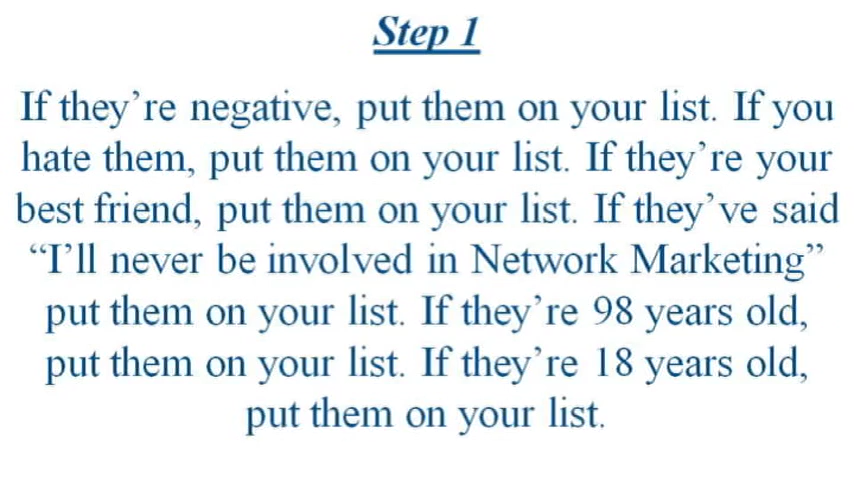 Step 1
If they’re negative, put them on your list. If you
hate them, put them on your list. If they’re your
best friend, put them on your list. If they’ve said
“I’ll never be involved in Network Marketing”
put them on your list. If they’re 98 years old,
put them on your list. If they’re 18 years old,
put them on your list.